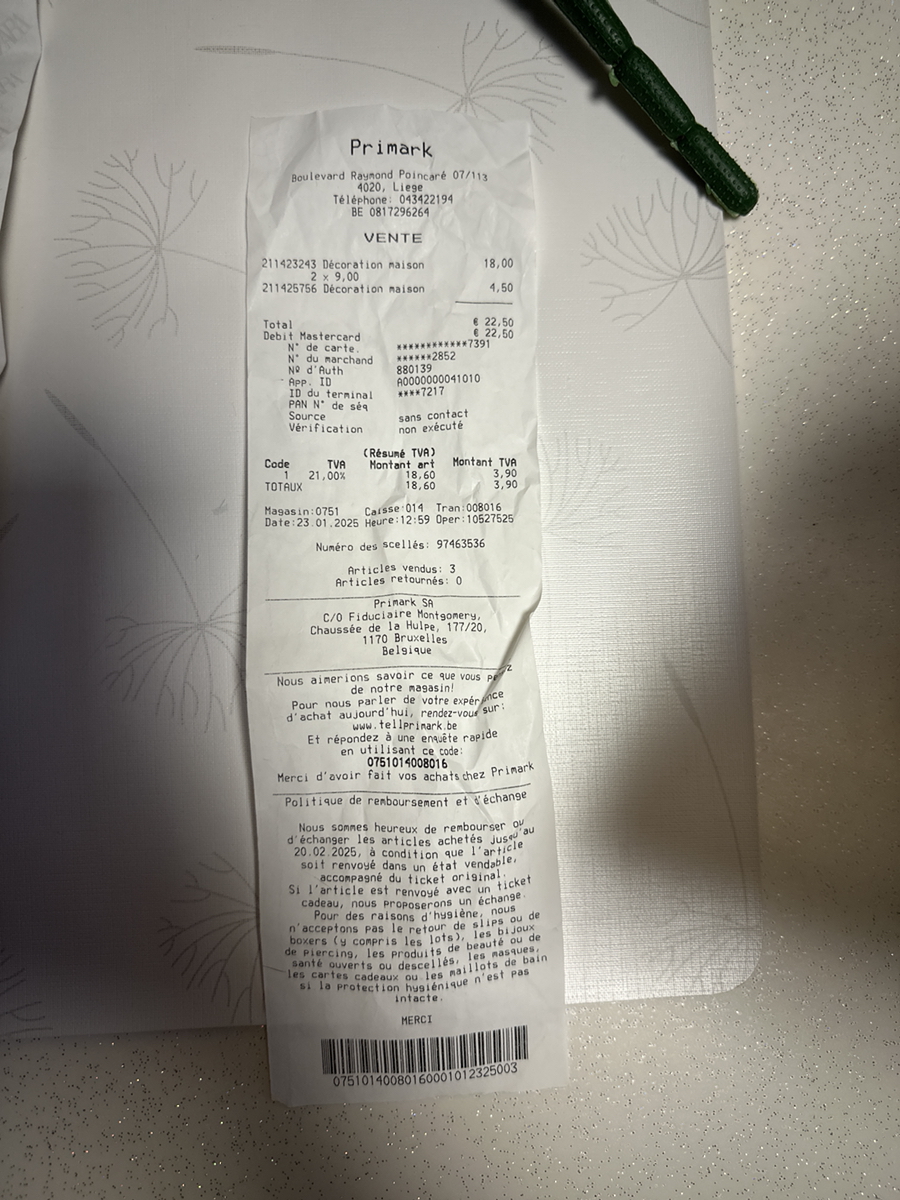 Primark
Boulevard Raymond Poincaré 07/113
4020, Liege
Téléphone: 043422194
BE 0817296264
VENTE
211423243 Décoration maison 18,00
2 x 9,00
211425756 Décoration maison 4,50
Total € 22,50
Debit Mastercard € 22,50
N° de carte. ************7391
N° du marchand ******2852
Nº d'Auth 880139
App. ID A0000000041010
ID du terminal ****7217
PAN N° de séq
Source sans contact
Vérification non exécuté
(Résumé TVA)
Code TVA Montant art Montant TVA
1 21,00% 18,60 3,90
TOTAUX 18,60 3,90
Magasin:0751 Caisse:014 Tran:008016
Date:23.01.2025 Heure:12:59 Oper:10527525
Numéro des scellés: 97463536
Articles vendus: 3
Articles retournés: 0
Primark SA
C/O Fiduciaire Montgomery,
Chaussée de la Hulpe, 177/20,
1170 Bruxelles
Belgique
Nous aimerions savoir ce que vous
de notre magasin!
Pour nous parler de votre expérience
d'achat aujourd'hui, rendez-vous sur:
www.tellprimark.be
Et répondez à une enquête rapide
en utilisant ce code:
0751014008016
Merci d'avoir fait vos achats chez Primark
Politique de remboursement et d'échange
Nous sommes heureux de rembourser ou
d'échanger les articles achetés jusqu'au
20.02.2025, à condition que l'article
soit renvoyé dans un état vendable,
accompagné du ticket original.
Si l'article est renvoyé avec un ticket
cadeau, nous proposerons un échange.
Pour des raisons d'hygiène, nous
n'acceptons pas le retour de slips ou de
boxers (y compris les lots), les bijoux
de piercing, les produits de beauté ou de
santé ouverts ou descellés, les masques,
les cartes cadeaux ou les maillots de bain
si la protection hygiénique n'est pas
intacte.
MERCI
07510140080160001012325003